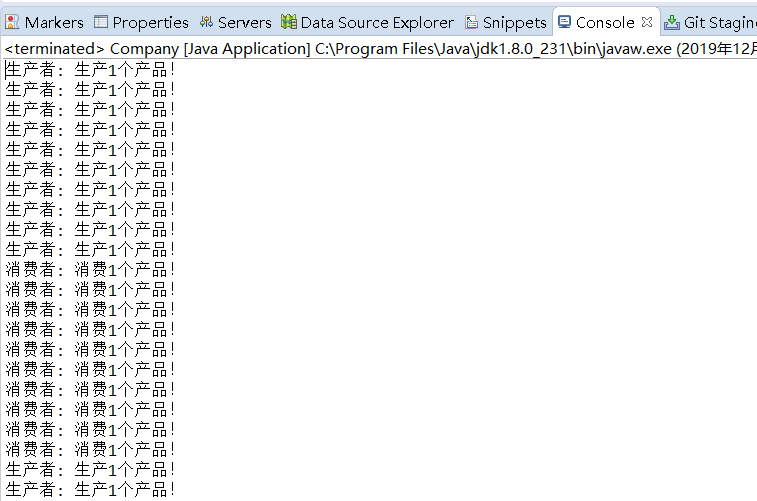 Markers Properties Servers Data Source Explorer Snippets Console Git Staging
<terminated> Company [Java Application] C:\Program Files\Java\jdk1.8.0_231\bin\javaw.exe (2019年12月
生产者：生产1个产品！
生产者：生产1个产品！
生产者：生产1个产品！
生产者：生产1个产品！
生产者：生产1个产品！
生产者：生产1个产品！
生产者：生产1个产品！
生产者：生产1个产品！
生产者：生产1个产品！
生产者：生产1个产品！
消费者：消费1个产品！
消费者：消费1个产品！
消费者：消费1个产品！
消费者：消费1个产品！
消费者：消费1个产品！
消费者：消费1个产品！
消费者：消费1个产品！
消费者：消费1个产品！
消费者：消费1个产品！
消费者：消费1个产品！
生产者：生产1个产品！
生产者：生产1个产品！